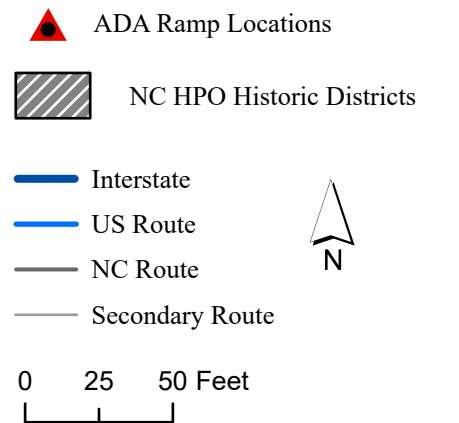 ADA Ramp Locations
NC HPO Historic Districts
Interstate
US Route
NC Route
Secondary Route
N
0 25 50 Feet